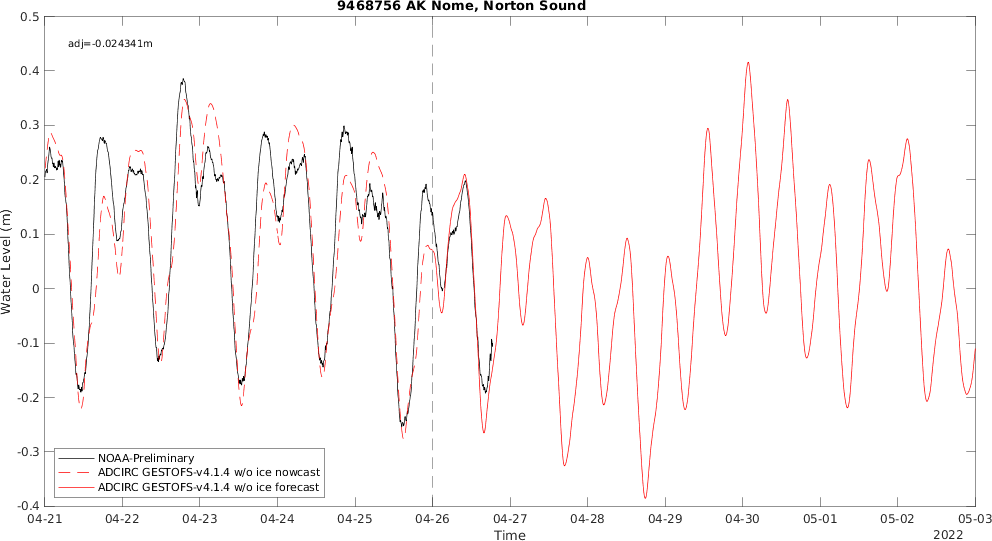 9468756 AK Nome, Norton Sound
adj=-0.024341m
0.5
0.4
0.3
0.2
0.1
0
-0.1
-0.2
-0.3
-0.4
Water Level (m)
NOAA-Preliminary
ADCIRC GESTOFS-v4.1.4 w/o ice nowcast
ADCIRC GESTOFS-v4.1.4 w/o ice forecast
04-21 04-22 04-23 04-24 04-25 04-26 04-27 04-28 04-29 04-30 05-01 05-02 05-03
Time
2022